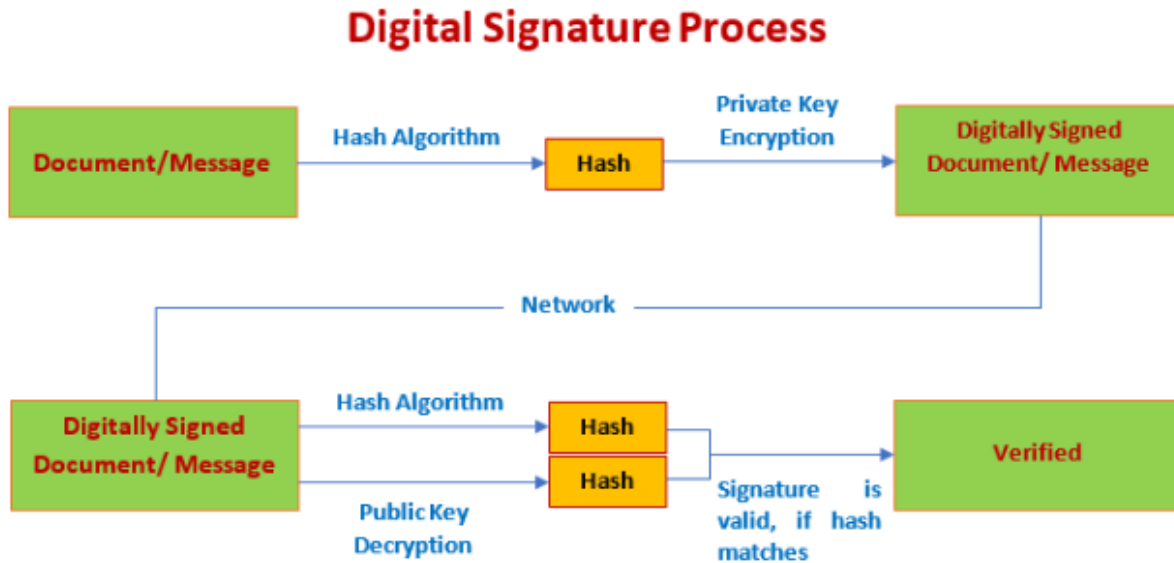 Digital Signature Process
Private Key
Encryption
Hash Algorithm
Document/Message
Hash
Digitally Signed
Document/ Message
Network
Hash Algorithm
Digitally Signed
Document/ Message
Hash
Hash
Verified
Public Key
Decryption
Signature is
valid, if hash
matches